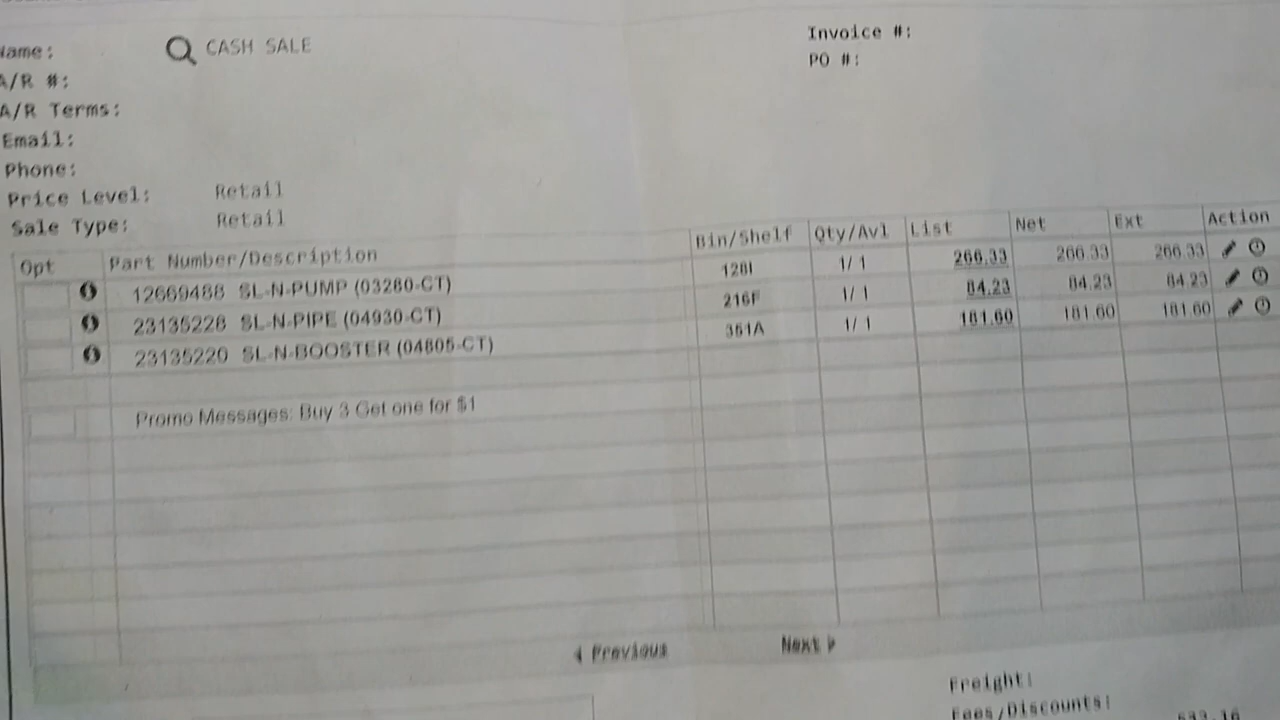 Name:
CASH SALE
Invoice #:
PO #:
A/R #:
A/R Terms:
Email:
Phone:
Price Level: Retail
Sale Type: Retail
Opt Part Number/Description Bin/Shelf Qty/Avl List Net Ext Action
12669488 SL-N-PUMP (03280-CT) 128I 1/ 1 266.33 266.33 266.33
23135228 SL-N-PIPE (04930-CT) 216F 1/ 1 84.23 84.23 84.23
23135220 SL-N-BOOSTER (04805-CT) 361A 1/ 1 181.60 181.60 181.60
Promo Messages: Buy 3 Get one for $1
Previous Next
Freight:
Fees/Discounts: